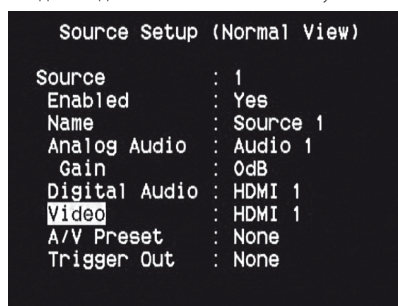 Source Setup (Normal View)
Source : 1
Enabled : Yes
Name : Source 1
Analog Audio : Audio 1
Gain : 0dB
Digital Audio : HDMI 1
Video : HDMI 1
A/V Preset : None
Trigger Out : None